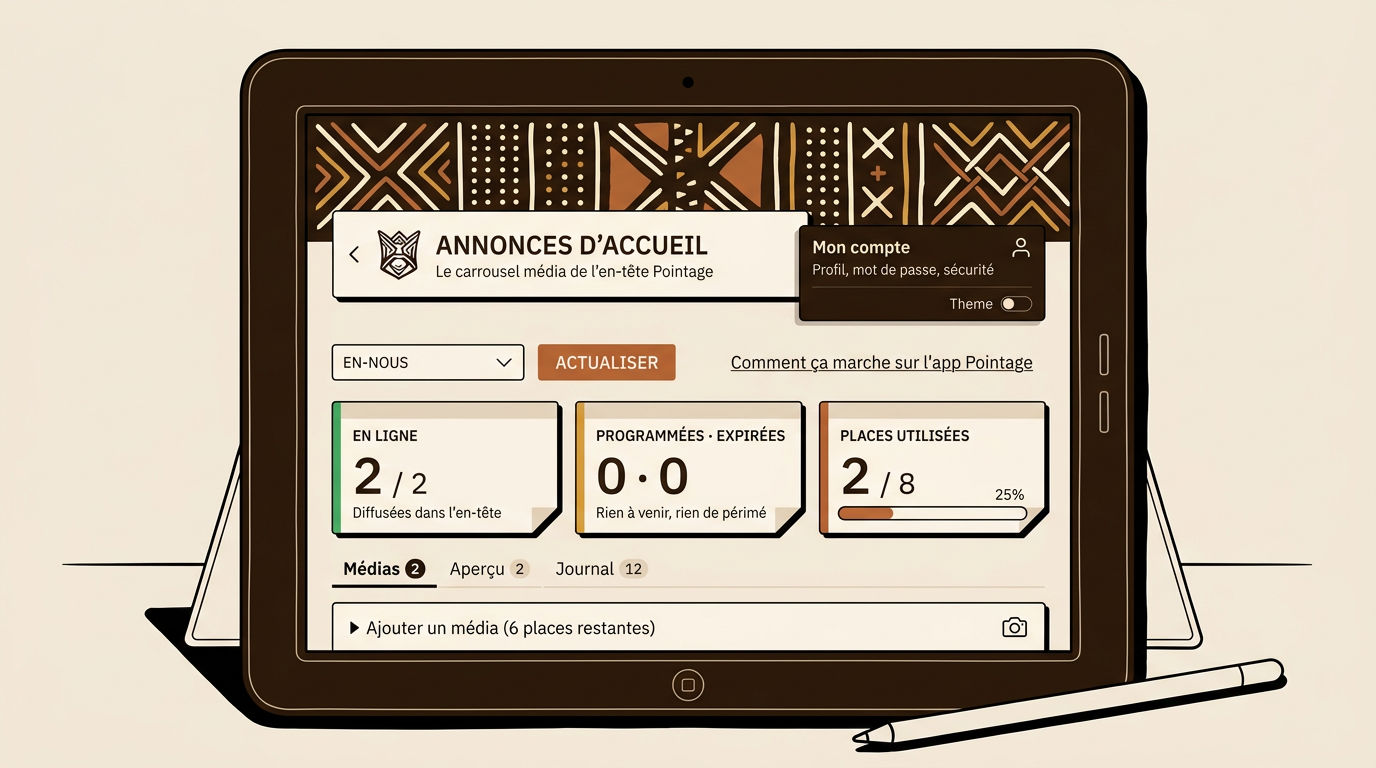 ANNONCES D'ACCUEIL
Le carrousel média de l'en-tête Pointage
Mon compte
Profil, mot de passe, sécurité
Theme
EN-NOUS
ACTUALISER
Comment ça marche sur l'app Pointage
EN LIGNE
2 / 2
Diffusées dans l'en-tête
PROGRAMMÉES · EXPIRÉES
0 · 0
Rien à venir, rien de périmé
PLACES UTILISÉES
2 / 8
25%
Médias 2
Aperçu 2
Journal 12
Ajouter un média (6 places restantes)